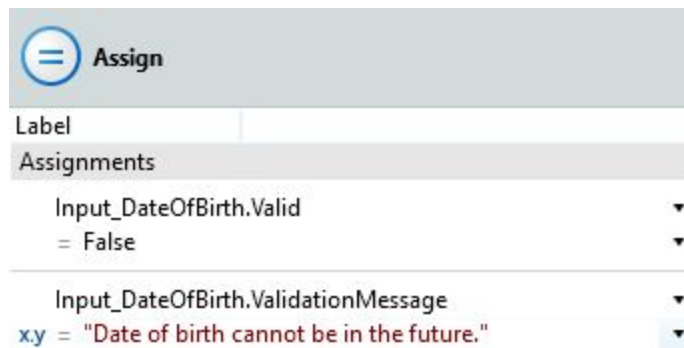 Assign
Label
Assignments
Input_DateOfBirth.Valid
= False
Input_DateOfBirth.ValidationMessage
x.y = "Date of birth cannot be in the future."